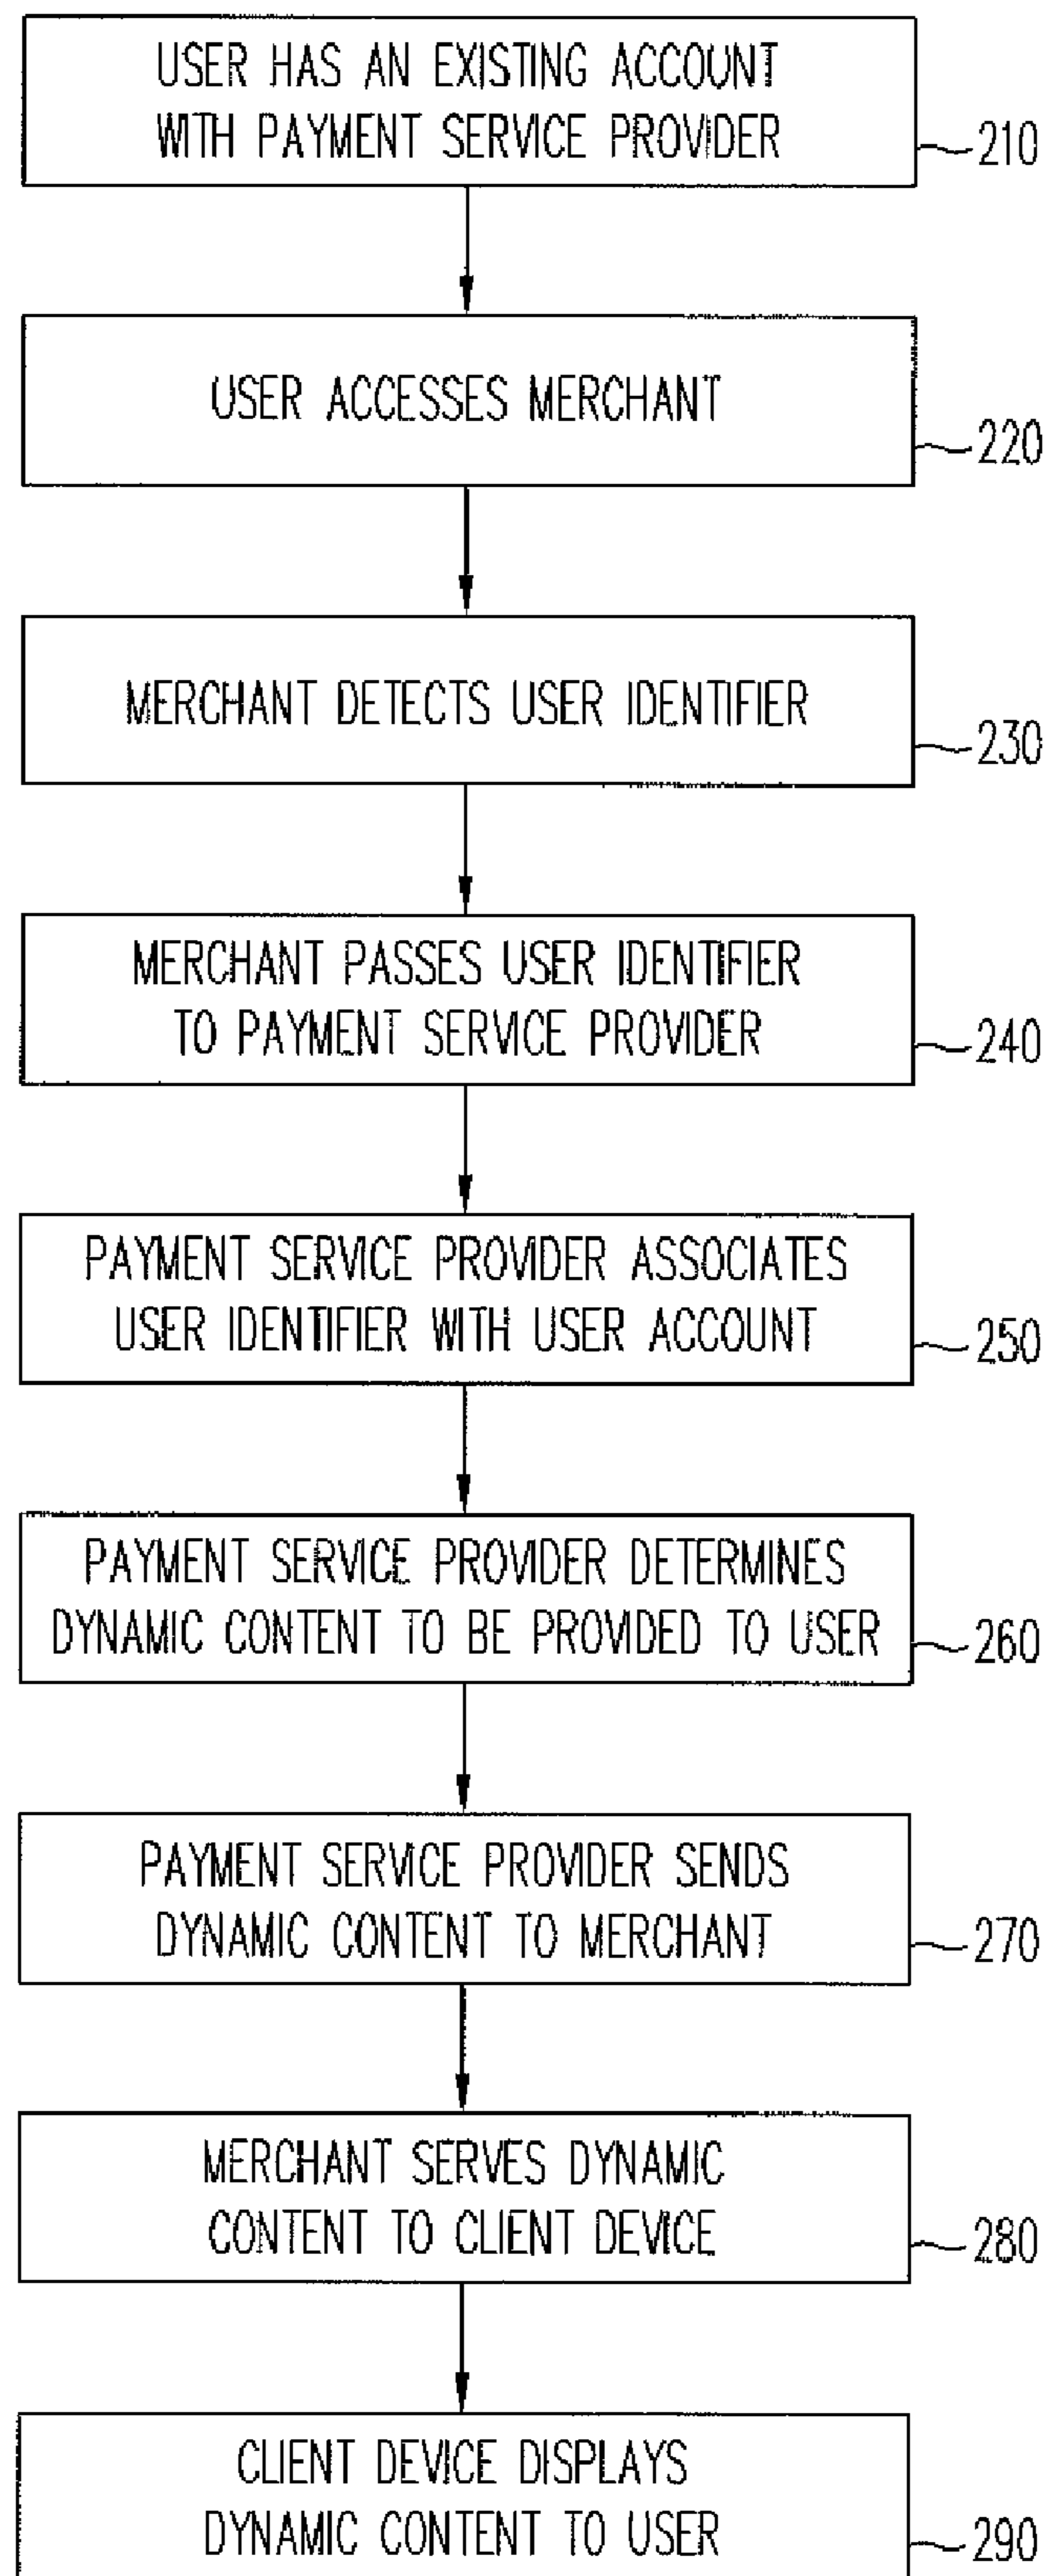 USER HAS AN EXISTING ACCOUNT
WITH PAYMENT SERVICE PROVIDER
210
USER ACCESSES MERCHANT
220
MERCHANT DETECTS USER IDENTIFIER
230
MERCHANT PASSES USER IDENTIFIER
TO PAYMENT SERVICE PROVIDER
240
PAYMENT SERVICE PROVIDER ASSOCIATES
USER IDENTIFIER WITH USER ACCOUNT
250
PAYMENT SERVICE PROVIDER DETERMINES
DYNAMIC CONTENT TO BE PROVIDED TO USER
260
PAYMENT SERVICE PROVIDER SENDS
DYNAMIC CONTENT TO MERCHANT
270
MERCHANT SERVES DYNAMIC
CONTENT TO CLIENT DEVICE
280
CLIENT DEVICE DISPLAYS
DYNAMIC CONTENT TO USER
290